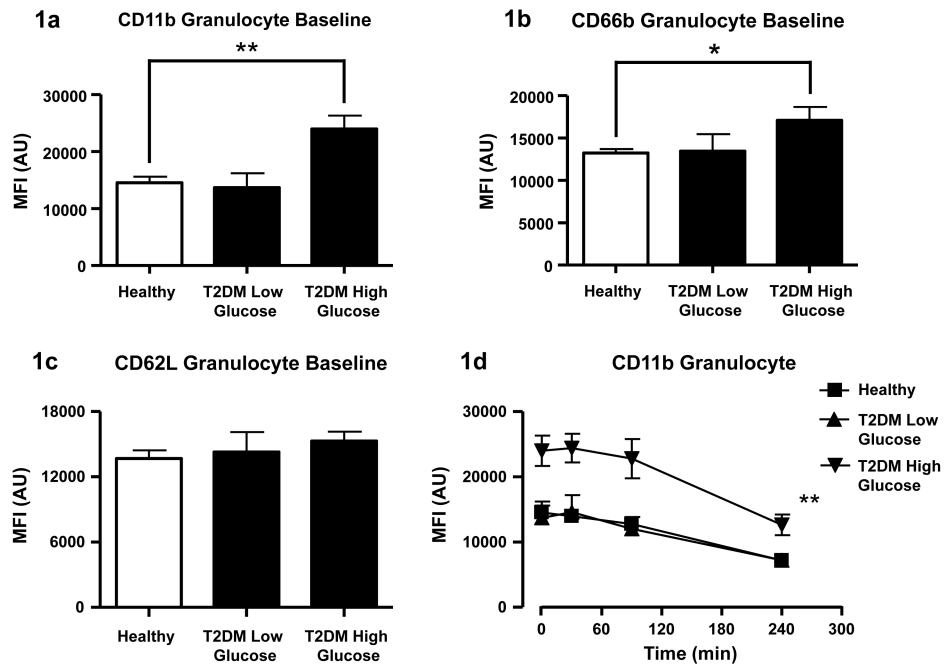 1a
CD11b Granulocyte Baseline
**
30000
20000
10000
0
MFI (AU)
Healthy
T2DM Low
Glucose
T2DM High
Glucose
1b
CD66b Granulocyte Baseline
*
20000
15000
10000
5000
0
MFI (AU)
Healthy
T2DM Low
Glucose
T2DM High
Glucose
1c
CD62L Granulocyte Baseline
18000
12000
6000
0
MFI (AU)
Healthy
T2DM Low
Glucose
T2DM High
Glucose
1d
CD11b Granulocyte
Healthy
T2DM Low
Glucose
T2DM High
Glucose
30000
20000
10000
0
MFI (AU)
**
0 60 120 180 240 300
Time (min)